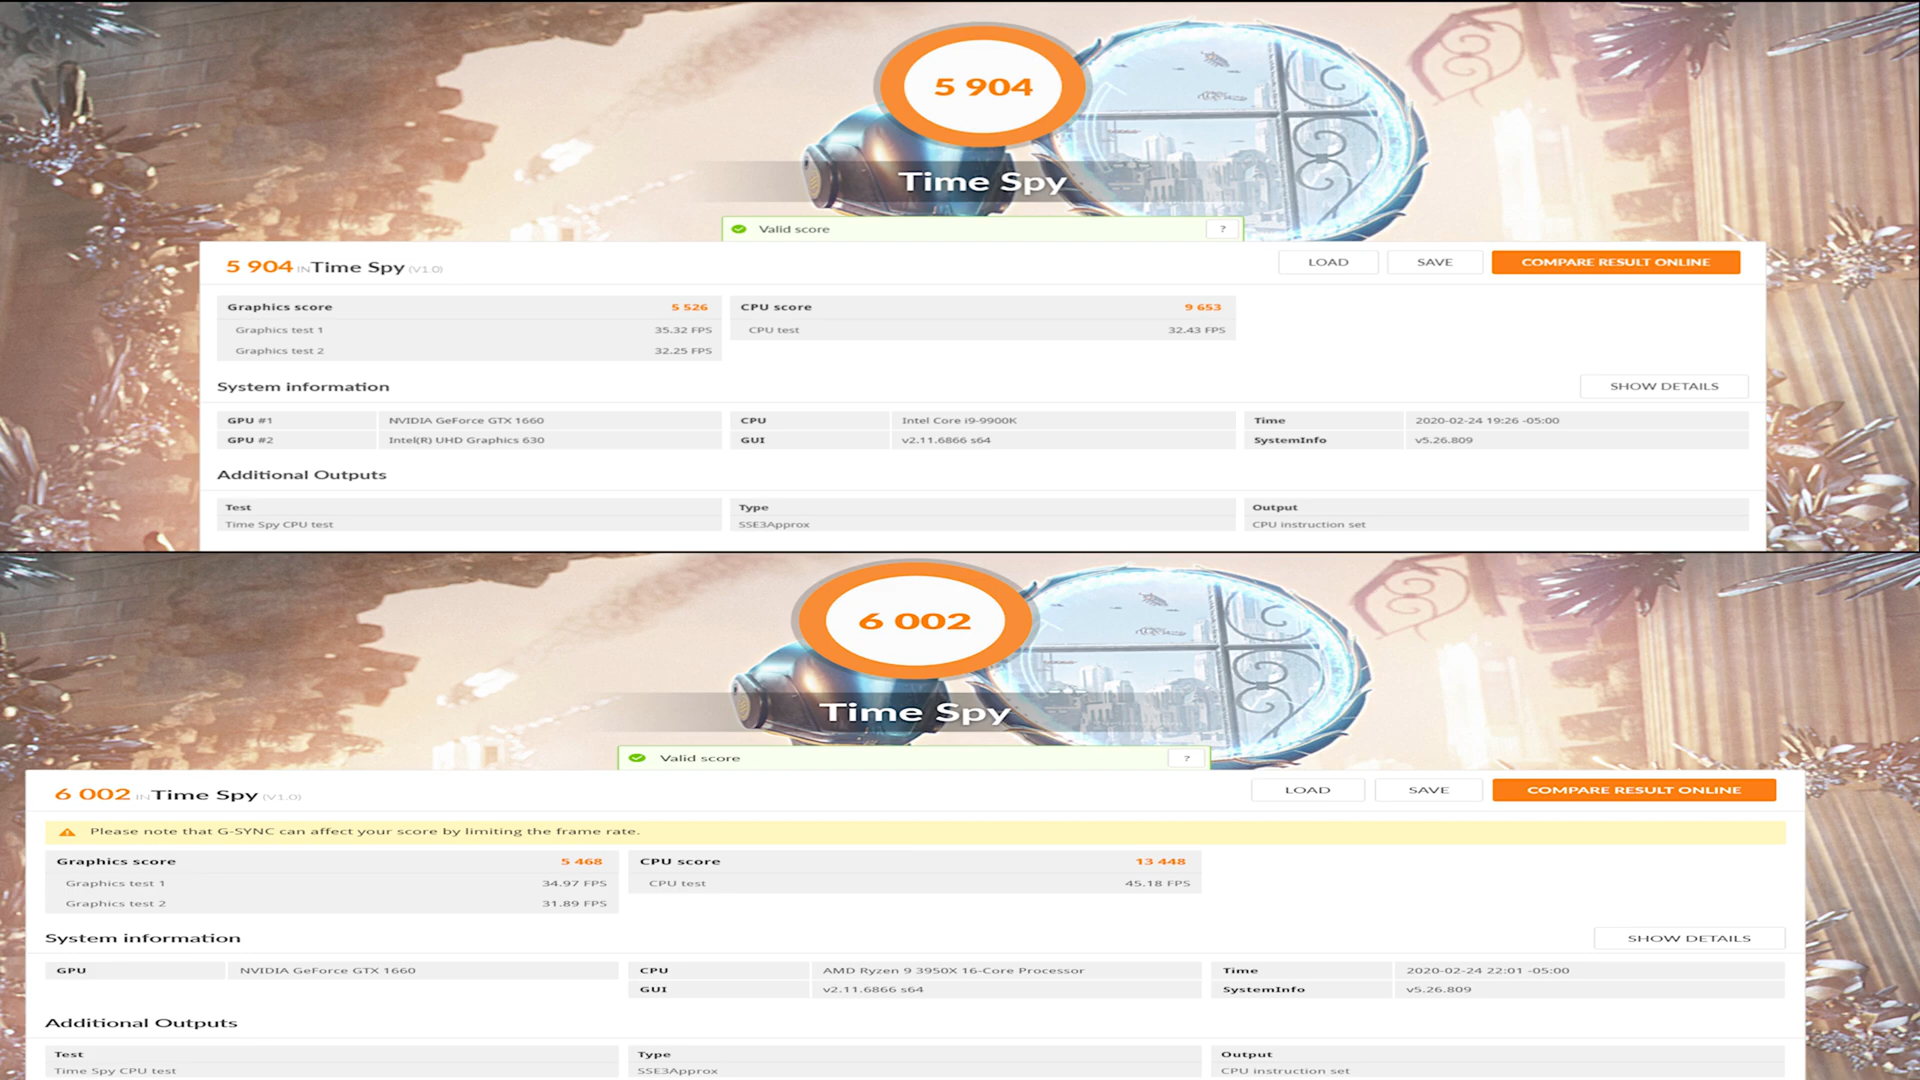 5 904
Time Spy
Valid score ?
5 904 IN Time Spy (V1.0) LOAD SAVE COMPARE RESULT ONLINE
Graphics score 5 526 CPU score 9 653
Graphics test 1 35.32 FPS CPU test 32.43 FPS
Graphics test 2 32.25 FPS
System information SHOW DETAILS
GPU #1 NVIDIA GeForce GTX 1660 CPU Intel Core i9-9900K Time 2020-02-24 19:26 -05:00
GPU #2 Intel(R) UHD Graphics 630 GUI v2.11.6866 s64 SystemInfo v5.26.809
Additional Outputs
Test Type Output
Time Spy CPU test SSE3Approx CPU instruction set
6 002
Time Spy
Valid score ?
6 002 IN Time Spy (V1.0) LOAD SAVE COMPARE RESULT ONLINE
Please note that G-SYNC can affect your score by limiting the frame rate.
Graphics score 5 468 CPU score 13 448
Graphics test 1 34.97 FPS CPU test 45.18 FPS
Graphics test 2 31.89 FPS
System information SHOW DETAILS
GPU NVIDIA GeForce GTX 1660 CPU AMD Ryzen 9 3950X 16-Core Processor Time 2020-02-24 22:01 -05:00
GUI v2.11.6866 s64 SystemInfo v5.26.809
Additional Outputs
Test Type Output
Time Spy CPU test SSE3Approx CPU instruction set